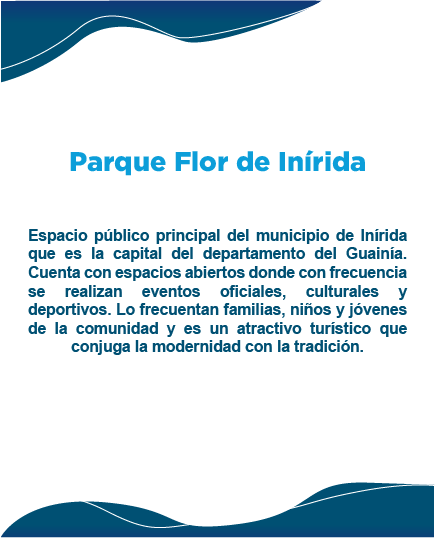 Parque Flor de Inírida
Espacio público principal del municipio de Inírida
que es la capital del departamento del Guainía.
Cuenta con espacios abiertos donde con frecuencia
se realizan eventos oficiales, culturales y
deportivos. Lo frecuentan familias, niños y jóvenes
de la comunidad y es un atractivo turístico que
conjuga la modernidad con la tradición.